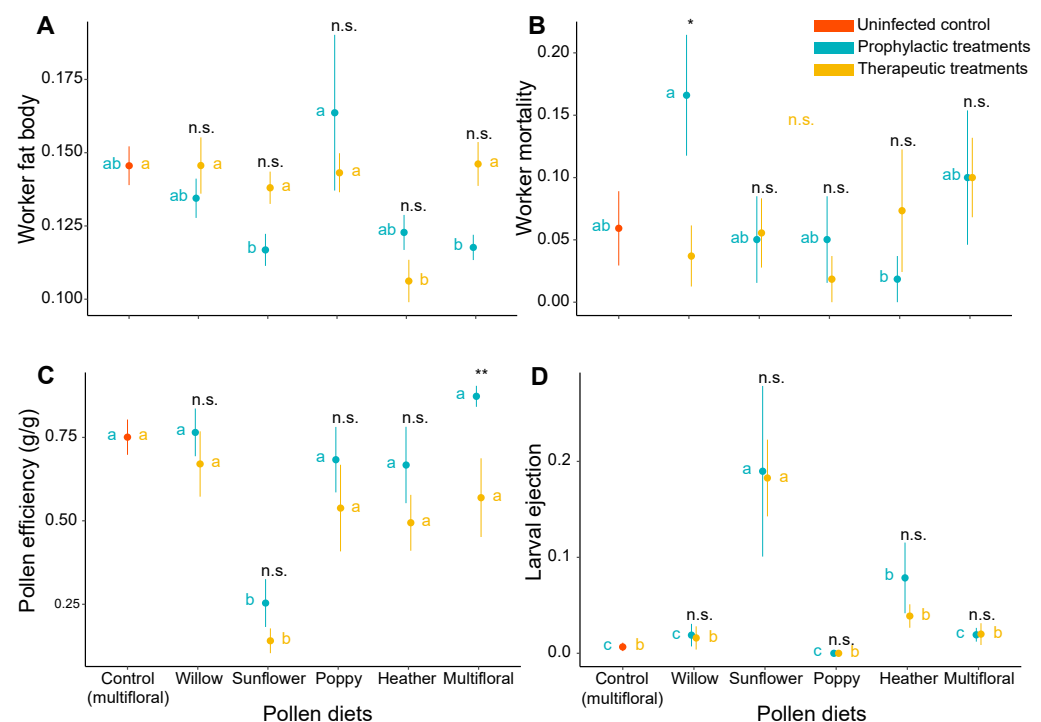 A
Worker fat body
0.175
0.150
0.125
0.100
ab
a
n.s.
ab
a
n.s.
b
a
n.s.
a
a
n.s.
ab
b
n.s.
b
a
B
Worker mortality
0.20
0.15
0.10
0.05
0.00
Uninfected control
Prophylactic treatments
Therapeutic treatments
ab
*
a
n.s.
n.s.
ab
n.s.
ab
n.s.
b
n.s.
ab
C
Pollen efficiency (g/g)
0.75
0.50
0.25
a
a
n.s.
a
a
n.s.
b
b
n.s.
a
a
n.s.
a
a
**
a
a
Control
(multifloral)
Willow
Sunflower
Poppy
Heather
Multifloral
Pollen diets
D
Larval ejection
0.2
0.1
0.0
c
b
n.s.
c
b
n.s.
a
a
n.s.
c
b
n.s.
b
b
n.s.
c
b
Control
(multifloral)
Willow
Sunflower
Poppy
Heather
Multifloral
Pollen diets